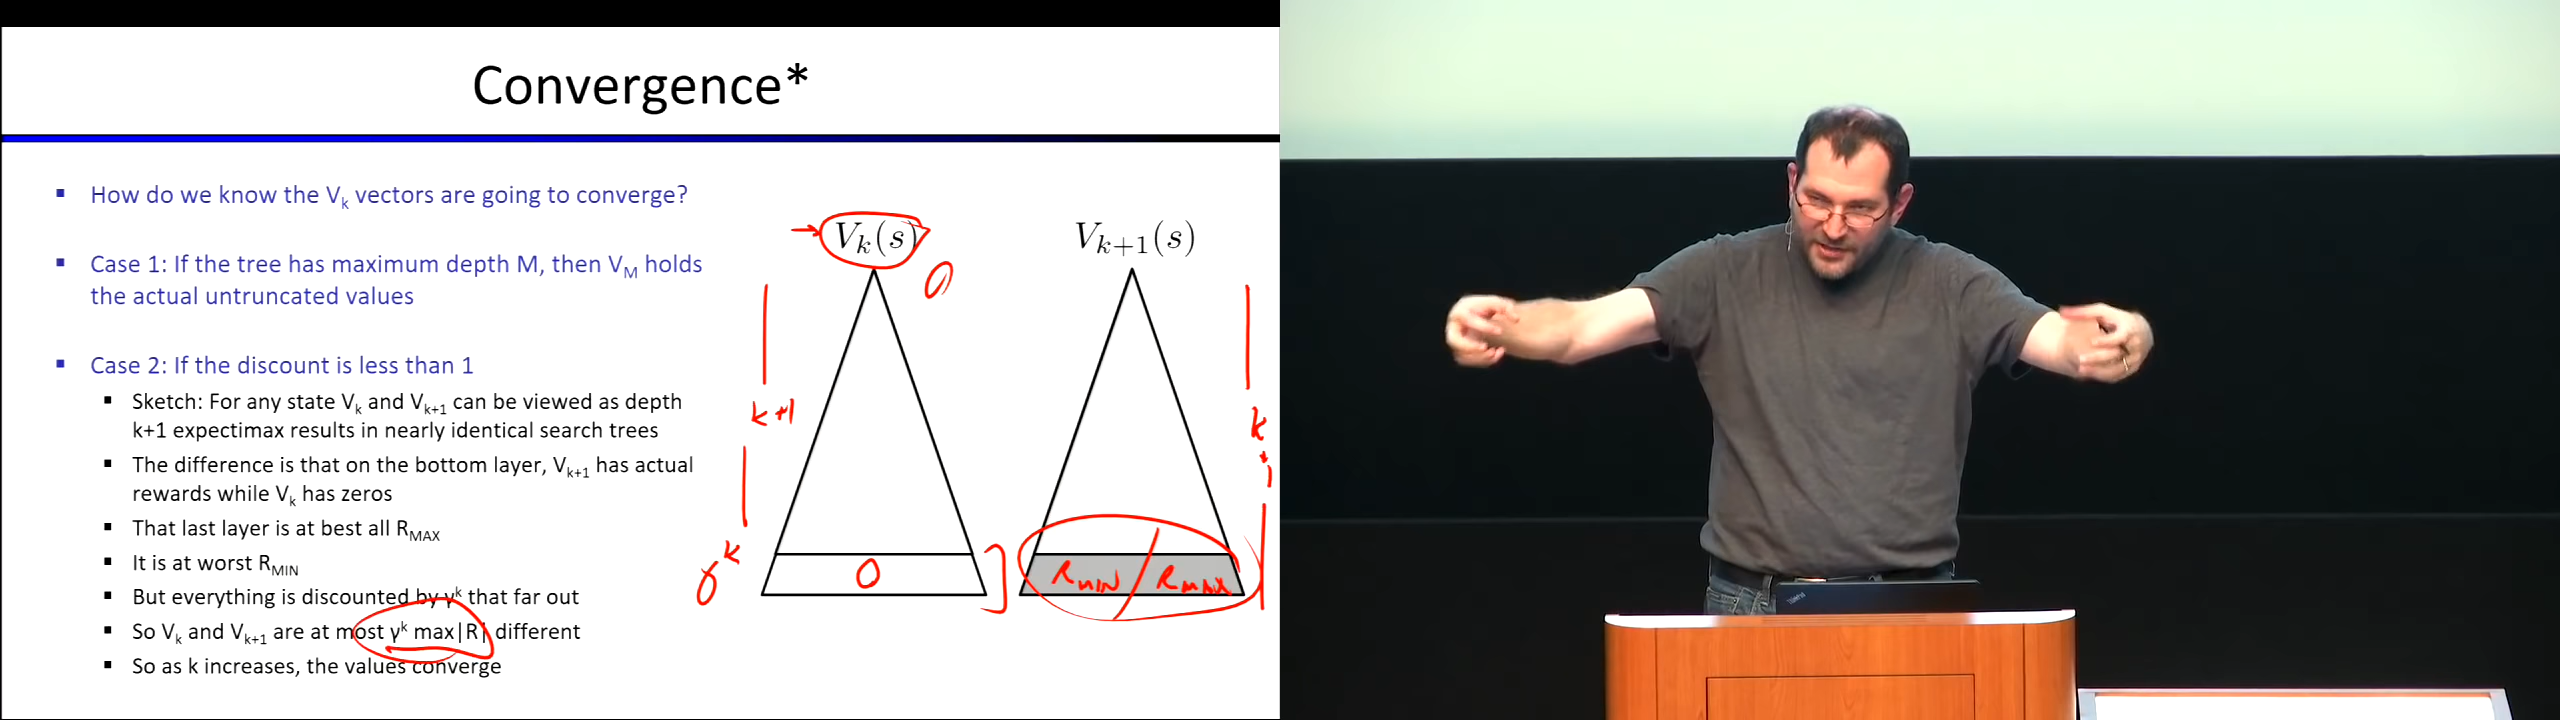 Convergence*
▪ How do we know the Vk vectors are going to converge?
▪ Case 1: If the tree has maximum depth M, then VM holds
the actual untruncated values
▪ Case 2: If the discount is less than 1
▪ Sketch: For any state Vk and Vk+1 can be viewed as depth
k+1 expectimax results in nearly identical search trees
▪ The difference is that on the bottom layer, Vk+1 has actual
rewards while Vk has zeros
▪ That last layer is at best all RMAX
▪ It is at worst RMIN
▪ But everything is discounted by γk that far out
▪ So Vk and Vk+1 are at most γk max|R| different
▪ So as k increases, the values converge
Vk(s)
0
k+1
γk
0
Vk+1(s)
k+1
RMIN / RMAX